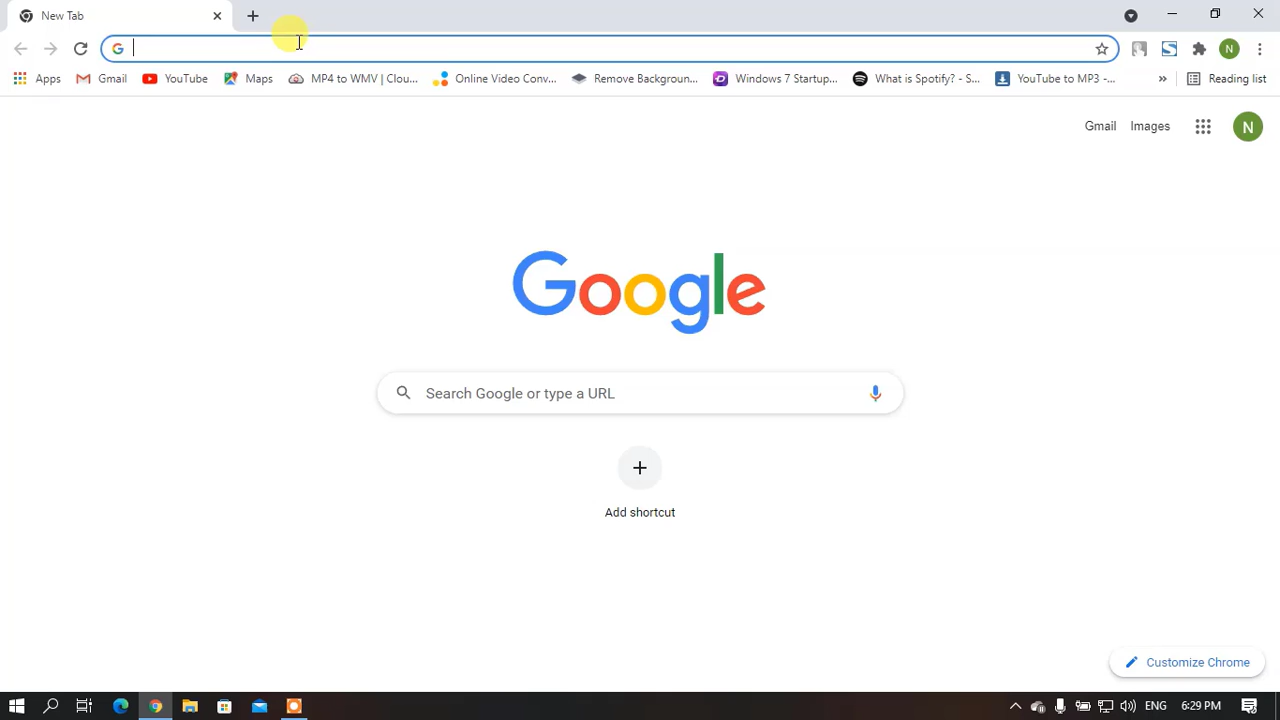 New Tab
Apps Gmail YouTube Maps MP4 to WMV | Clou... Online Video Conv... Remove Backgroun... Windows 7 Startup... What is Spotify? - S... YouTube to MP3 -... » Reading list
N
Gmail Images N
Google
Search Google or type a URL
Add shortcut
Customize Chrome
ENG 6:29 PM